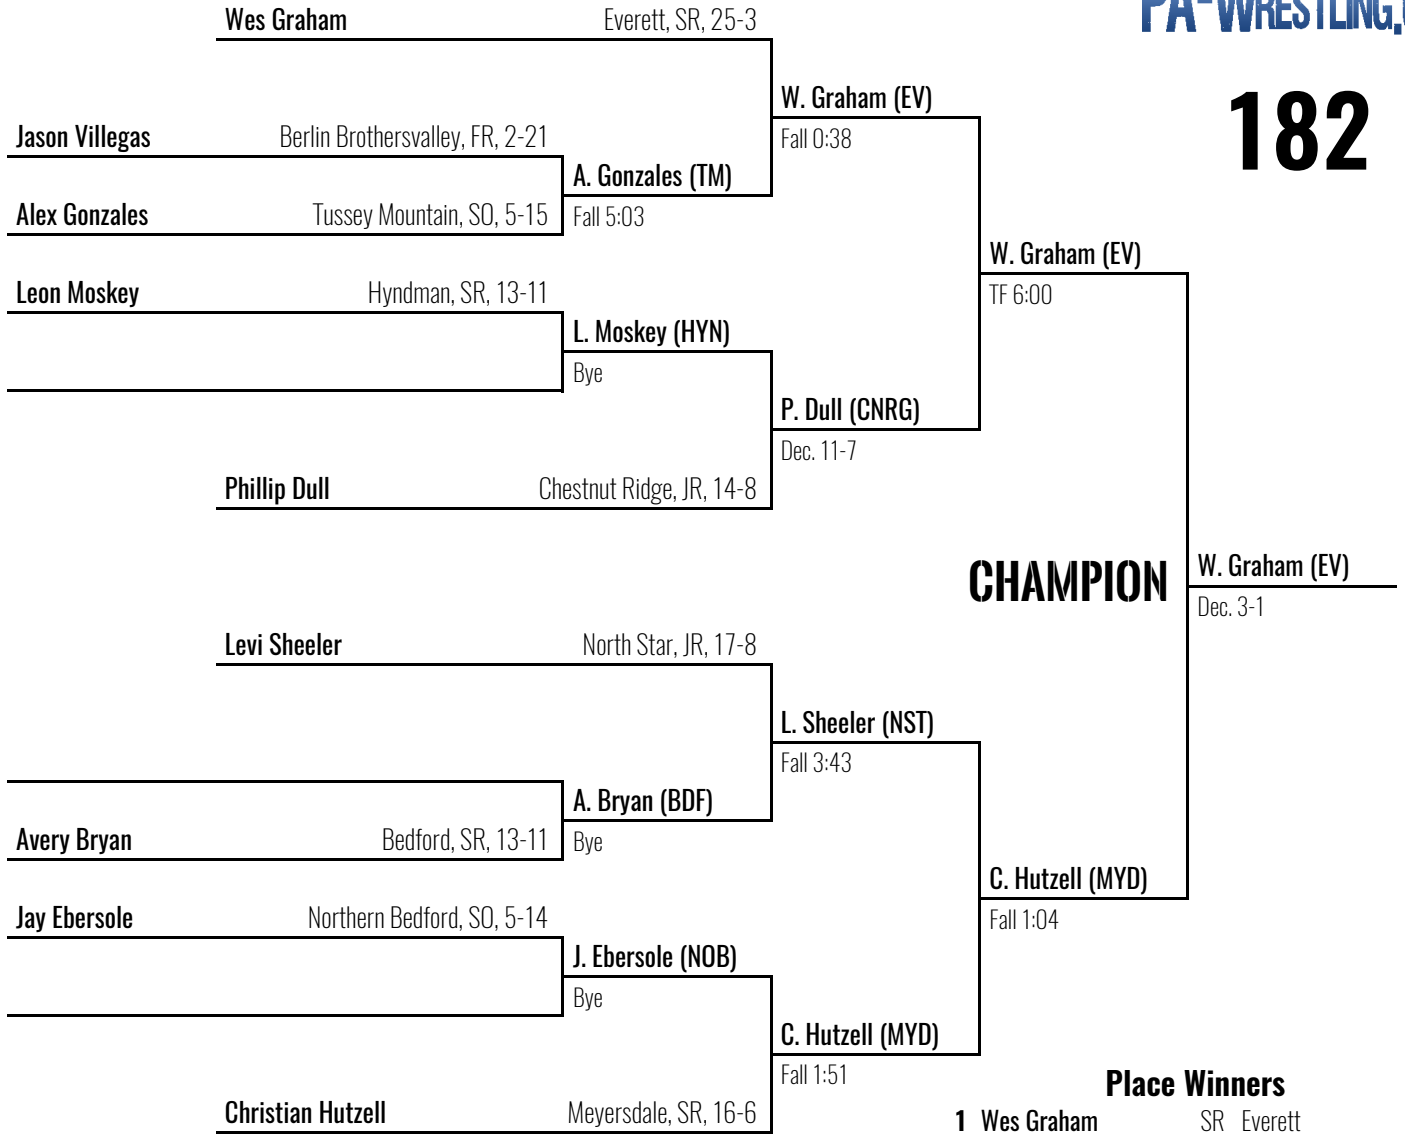 Wes Graham Everett, SR, 25-3
PA-WRESTLING.
182
W. Graham (EV)
Fall 0:38
Jason Villegas Berlin Brothersvalley, FR, 2-21
A. Gonzales (TM)
Fall 5:03
Alex Gonzales Tussey Mountain, SO, 5-15
W. Graham (EV)
TF 6:00
Leon Moskey Hyndman, SR, 13-11
L. Moskey (HYN)
Bye
P. Dull (CNRG)
Dec. 11-7
Phillip Dull Chestnut Ridge, JR, 14-8
CHAMPION
W. Graham (EV)
Dec. 3-1
Levi Sheeler North Star, JR, 17-8
L. Sheeler (NST)
Fall 3:43
A. Bryan (BDF)
Bye
Avery Bryan Bedford, SR, 13-11
C. Hutzell (MYD)
Fall 1:04
Jay Ebersole Northern Bedford, SO, 5-14
J. Ebersole (NOB)
Bye
C. Hutzell (MYD)
Fall 1:51
Christian Hutzell Meyersdale, SR, 16-6
Place Winners
1 Wes Graham SR Everett